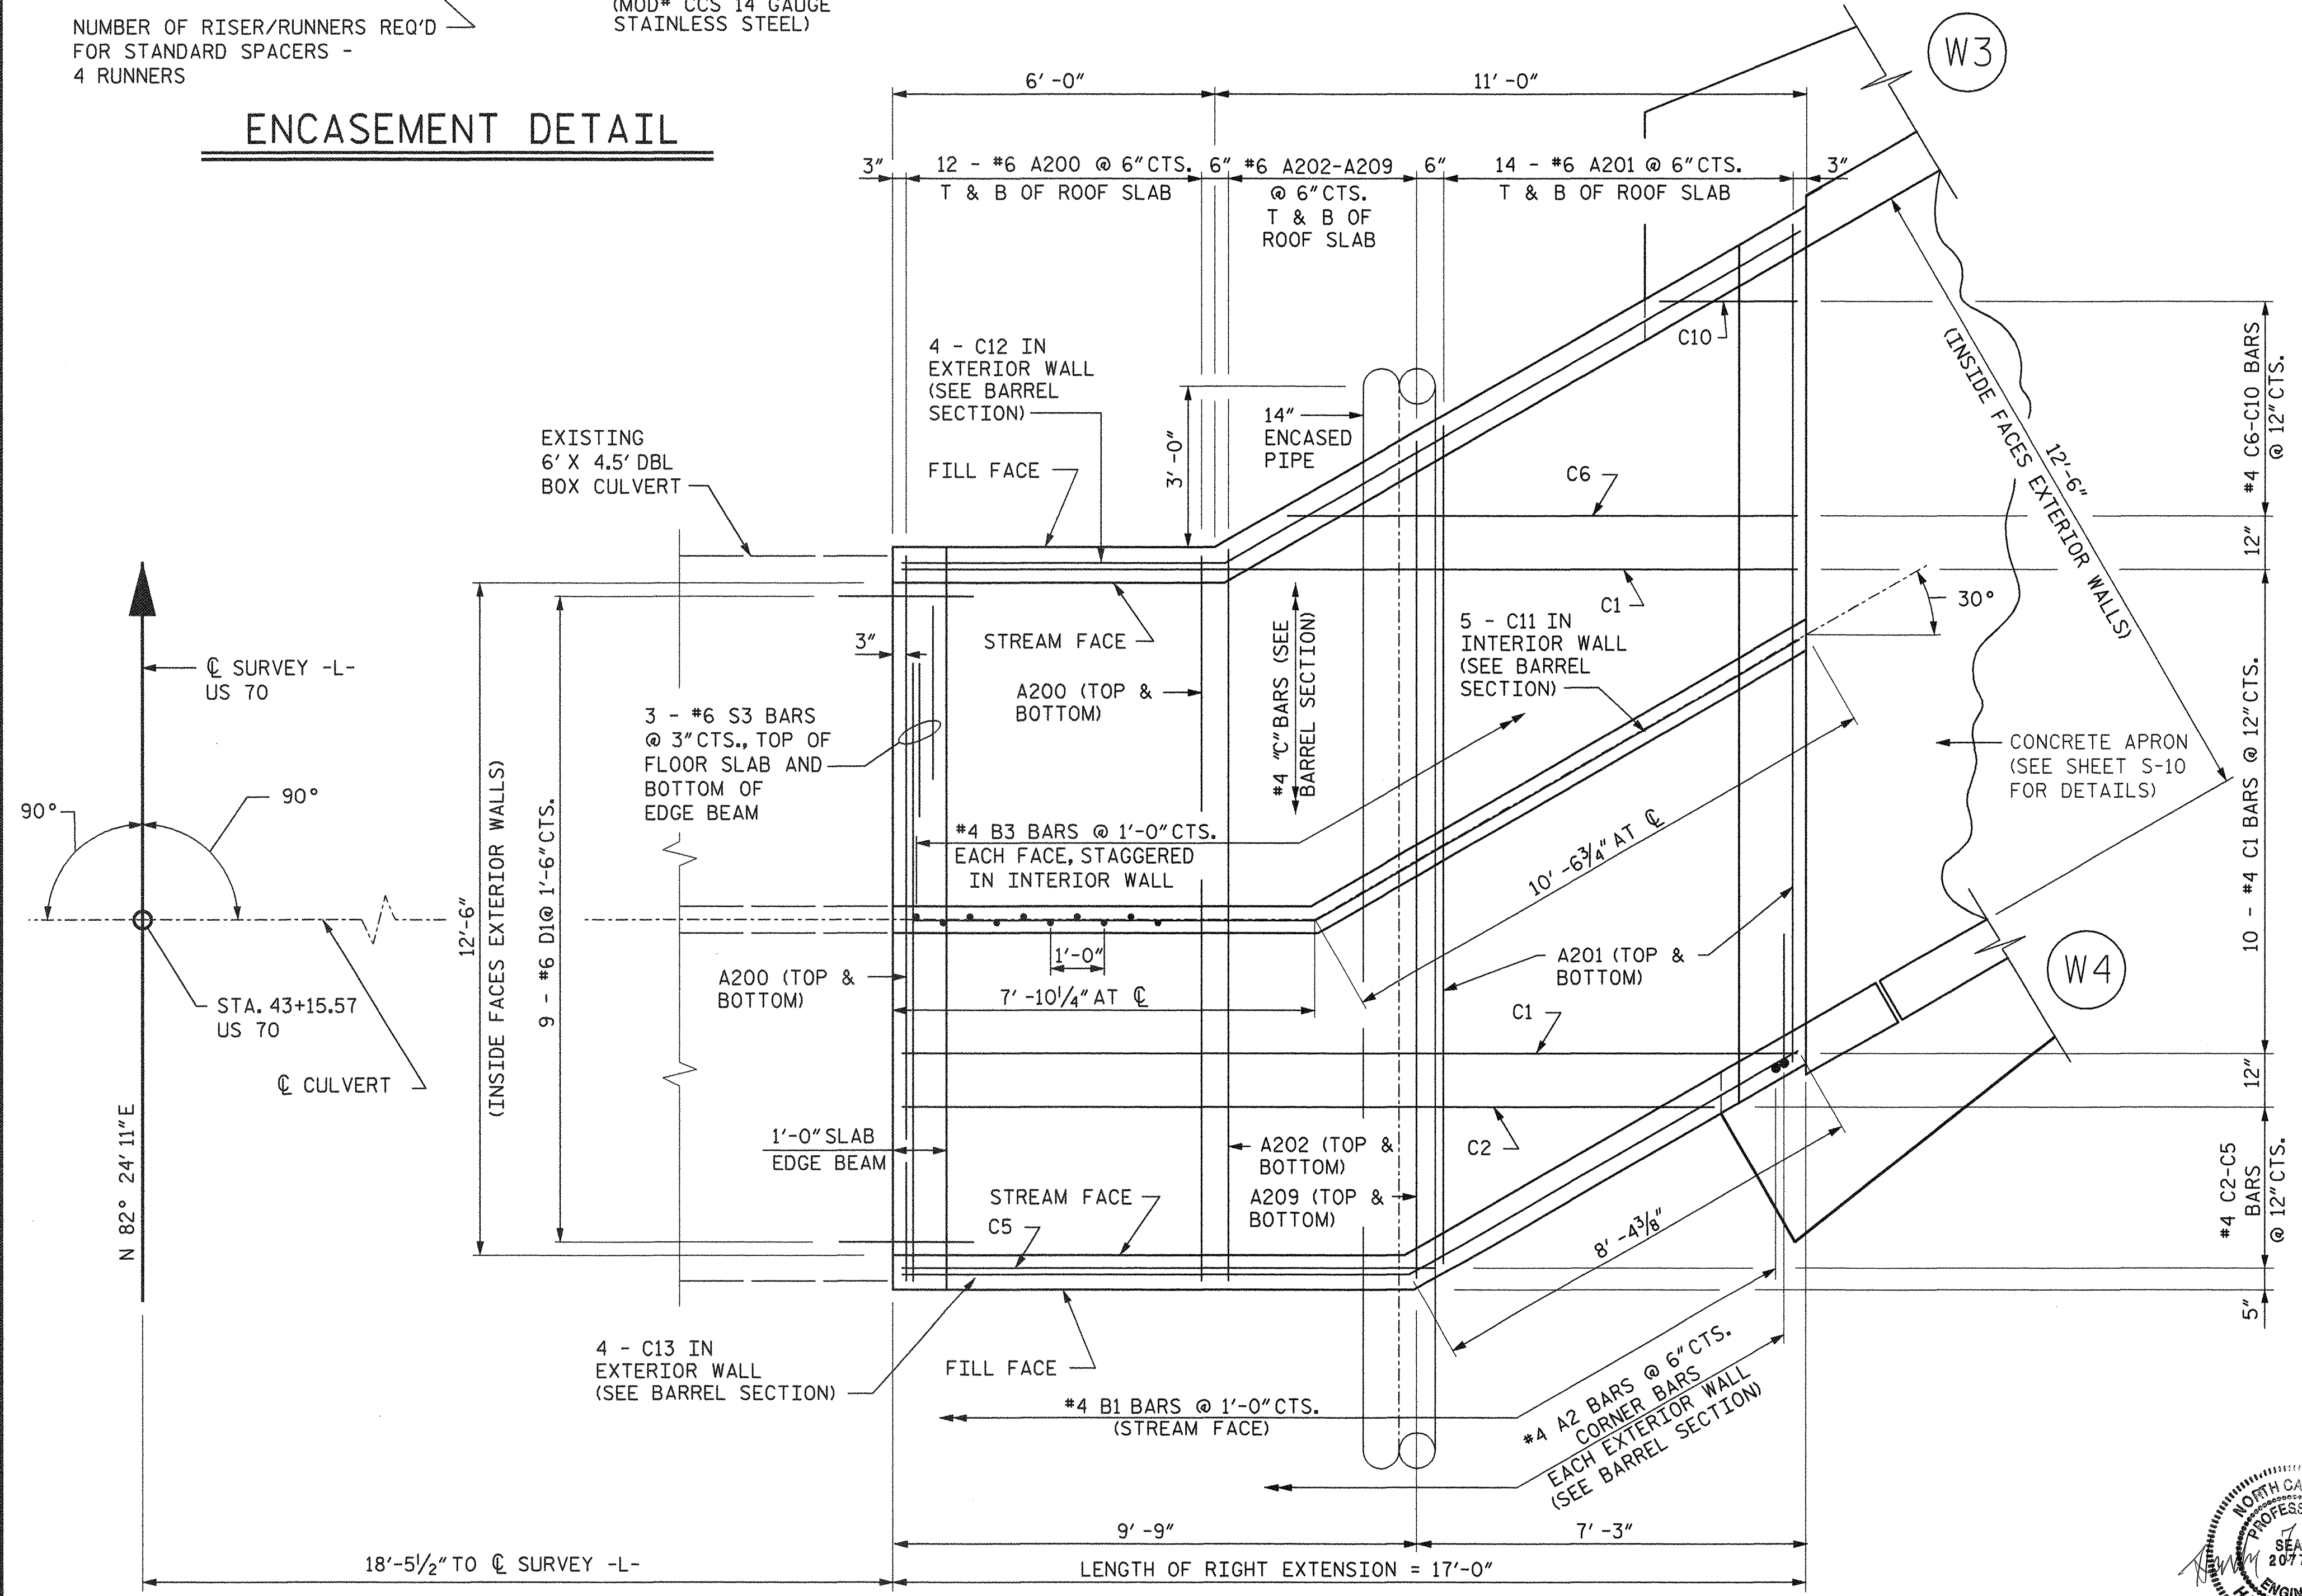 NUMBER OF RISER/RUNNERS REQ'D
FOR STANDARD SPACERS -
4 RUNNERS
(MOD# CCS 14 GAUGE
STAINLESS STEEL)
ENCASEMENT DETAIL
W3
6'-0"
11'-0"
3"
12 - #6 A200 @ 6" CTS.
T & B OF ROOF SLAB
6"
#6 A202-A209
@ 6" CTS.
T & B OF
ROOF SLAB
6"
14 - #6 A201 @ 6" CTS.
T & B OF ROOF SLAB
3"
4 - C12 IN
EXTERIOR WALL
(SEE BARREL
SECTION)
FILL FACE
3'-0"
14"
ENCASED
PIPE
C10
C6
C1
#4 C6-C10 BARS
@ 12" CTS.
12'-6"
(INSIDE FACES EXTERIOR WALLS)
12"
EXISTING
6' X 4.5' DBL
BOX CULVERT
℄ SURVEY -L-
US 70
STREAM FACE
3"
#4 "C" BARS (SEE
BARREL SECTION)
5 - C11 IN
INTERIOR WALL
(SEE BARREL
SECTION)
30°
A200 (TOP &
BOTTOM)
3 - #6 S3 BARS
@ 3" CTS., TOP OF
FLOOR SLAB AND
BOTTOM OF
EDGE BEAM
CONCRETE APRON
(SEE SHEET S-10
FOR DETAILS)
10 - #4 C1 BARS @ 12" CTS.
90°
90°
#4 B3 BARS @ 1'-0" CTS.
EACH FACE, STAGGERED
IN INTERIOR WALL
10'-6¾" AT ℄
12'-6"
(INSIDE FACES EXTERIOR WALLS)
9 - #6 D1@ 1'-6" CTS.
1'-0"
A200 (TOP &
BOTTOM)
7'-10¼" AT ℄
A201 (TOP &
BOTTOM)
W4
STA. 43+15.57
US 70
C1
℄ CULVERT
12"
N 82° 24' 11" E
1'-0" SLAB
EDGE BEAM
A202 (TOP &
BOTTOM)
C2
STREAM FACE
C5
A209 (TOP &
BOTTOM)
8'-4⅜"
#4 C2-C5
BARS
@ 12" CTS.
5"
4 - C13 IN
EXTERIOR WALL
(SEE BARREL SECTION)
FILL FACE
#4 B1 BARS @ 1'-0" CTS.
(STREAM FACE)
#4 A2 BARS @ 6" CTS.
CORNER BARS
EACH EXTERIOR WALL
(SEE BARREL SECTION)
9'-9"
7'-3"
18'-5½" TO ℄ SURVEY -L-
LENGTH OF RIGHT EXTENSION = 17'-0"
NORTH CA
PROFESS
SEA
2077
ENGIN